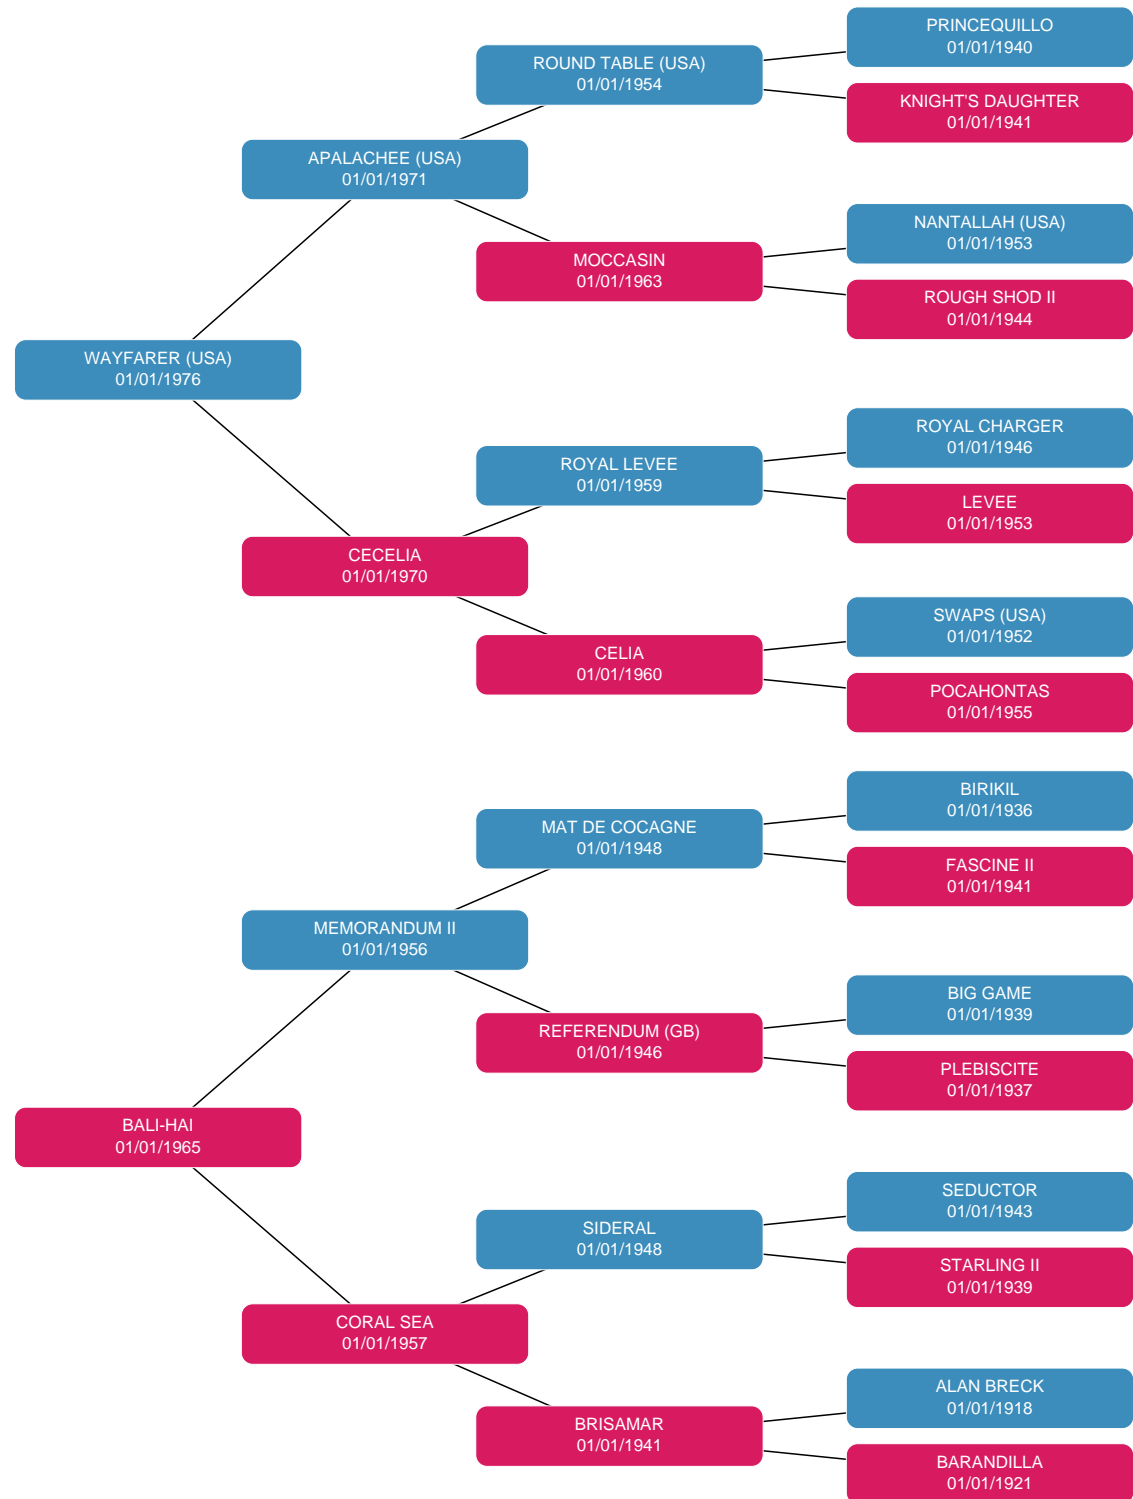 PRINCEQUILLO
01/01/1940
ROUND TABLE (USA)
01/01/1954
KNIGHT'S DAUGHTER
01/01/1941
APALACHEE (USA)
01/01/1971
NANTALLAH (USA)
01/01/1953
MOCCASIN
01/01/1963
ROUGH SHOD II
01/01/1944
WAYFARER (USA)
01/01/1976
ROYAL CHARGER
01/01/1946
ROYAL LEVEE
01/01/1959
LEVEE
01/01/1953
CECELIA
01/01/1970
SWAPS (USA)
01/01/1952
CELIA
01/01/1960
POCAHONTAS
01/01/1955
BIRIKIL
01/01/1936
MAT DE COCAGNE
01/01/1948
FASCINE II
01/01/1941
MEMORANDUM II
01/01/1956
BIG GAME
01/01/1939
REFERENDUM (GB)
01/01/1946
PLEBISCITE
01/01/1937
BALI-HAI
01/01/1965
SEDUCTOR
01/01/1943
SIDERAL
01/01/1948
STARLING II
01/01/1939
CORAL SEA
01/01/1957
ALAN BRECK
01/01/1918
BRISAMAR
01/01/1941
BARANDILLA
01/01/1921